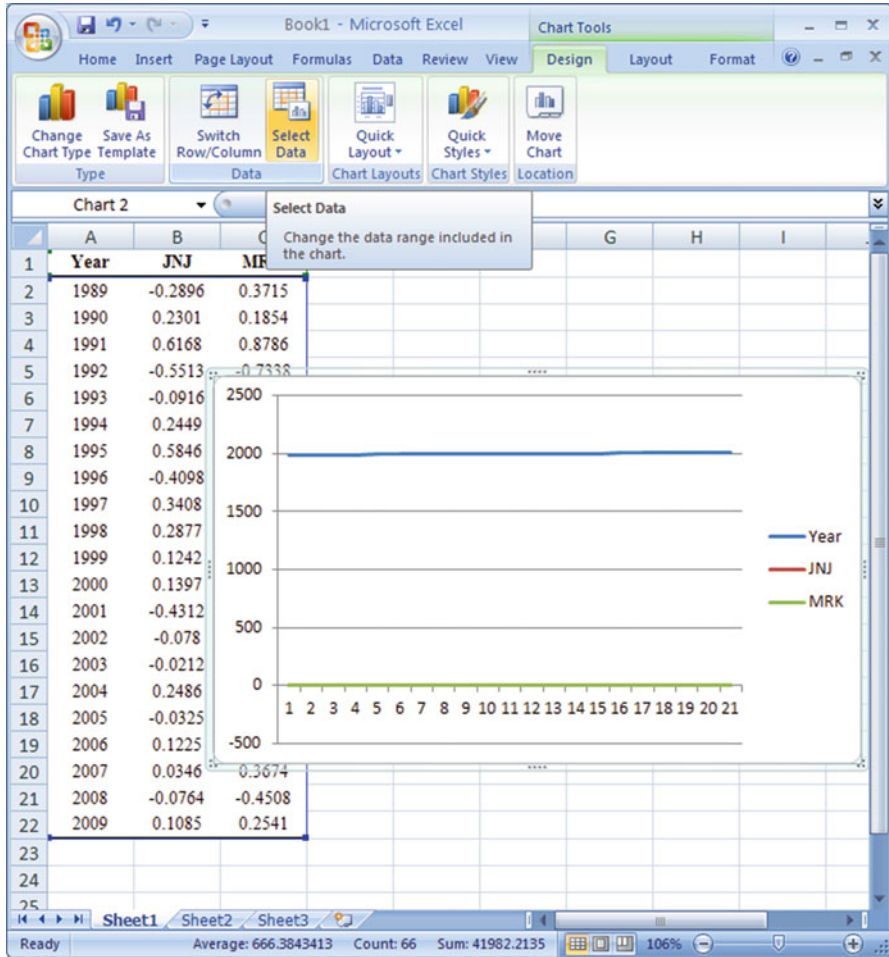 Book1 - Microsoft Excel
Chart Tools
Home Insert Page Layout Formulas Data Review View Design Layout Format
Change Chart Type
Save As Template
Switch Row/Column
Select Data
Quick Layout
Quick Styles
Move Chart
Type Data Chart Layouts Chart Styles Location
Chart 2
Select Data
Change the data range included in
the chart.
A B G H I
1 Year JNJ
2 1989 -0.2896 0.3715
3 1990 0.2301 0.1854
4 1991 0.6168 0.8786
5 1992 -0.5513 -0.7338
6 1993 -0.0916
7 1994 0.2449
8 1995 0.5846
9 1996 -0.4098
10 1997 0.3408
11 1998 0.2877
12 1999 0.1242
13 2000 0.1397
14 2001 -0.4312
15 2002 -0.078
16 2003 -0.0212
17 2004 0.2486
18 2005 -0.0325
19 2006 0.1225
20 2007 0.0346 0.3674
21 2008 -0.0764 -0.4508
22 2009 0.1085 0.2541
23
24
25
2500
2000
1500
1000
500
0
-500
1 2 3 4 5 6 7 8 9 10 11 12 13 14 15 16 17 18 19 20 21
Year
JNJ
MRK
Sheet1 Sheet2 Sheet3
Ready Average: 666.3843413 Count: 66 Sum: 41982.2135 106%